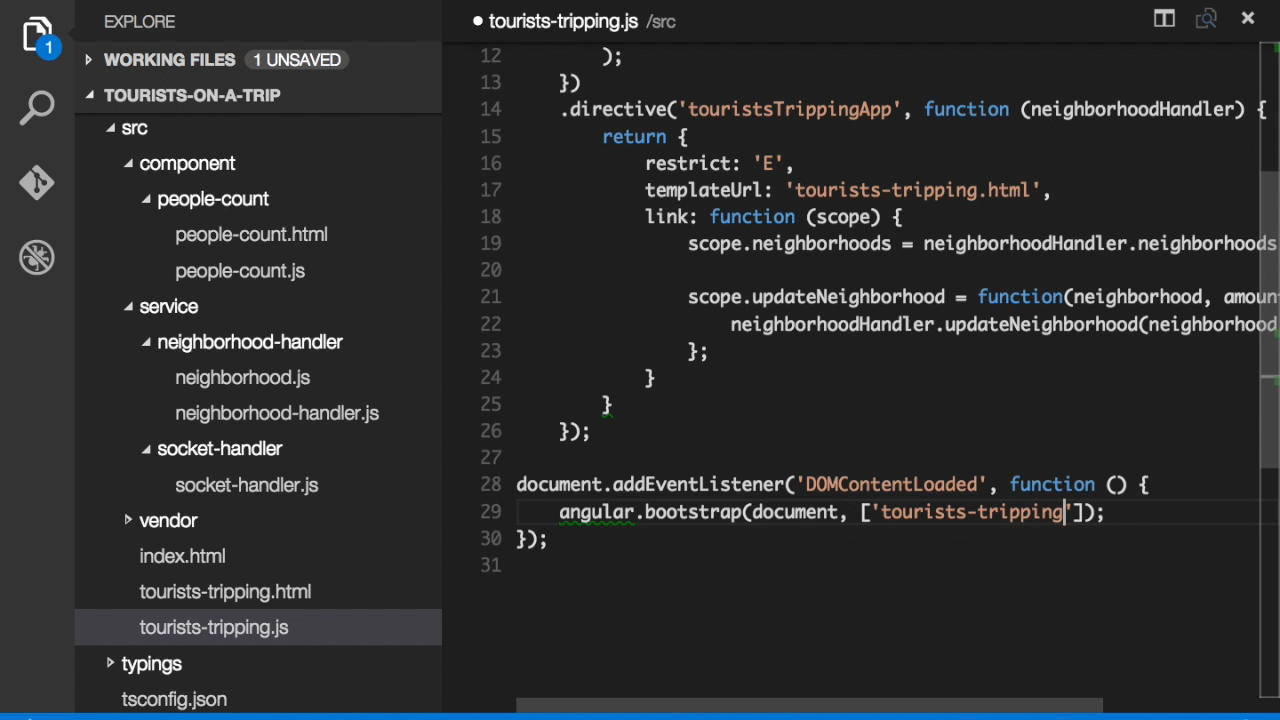 EXPLORE
1
WORKING FILES 1 UNSAVED
TOURISTS-ON-A-TRIP
src
component
people-count
people-count.html
people-count.js
service
neighborhood-handler
neighborhood.js
neighborhood-handler.js
socket-handler
socket-handler.js
vendor
index.html
tourists-tripping.html
tourists-tripping.js
typings
tsconfig.json
tourists-tripping.js /src
12 );
13 })
14 .directive('touristsTrippingApp', function (neighborhoodHandler) {
15 return {
16 restrict: 'E',
17 templateUrl: 'tourists-tripping.html',
18 link: function (scope) {
19 scope.neighborhoods = neighborhoodHandler.neighborhoods
20
21 scope.updateNeighborhood = function(neighborhood, amoun
22 neighborhoodHandler.updateNeighborhood(neighborhood
23 };
24 }
25 }
26 });
27
28 document.addEventListener('DOMContentLoaded', function () {
29 angular.bootstrap(document, ['tourists-tripping']);
30 });
31